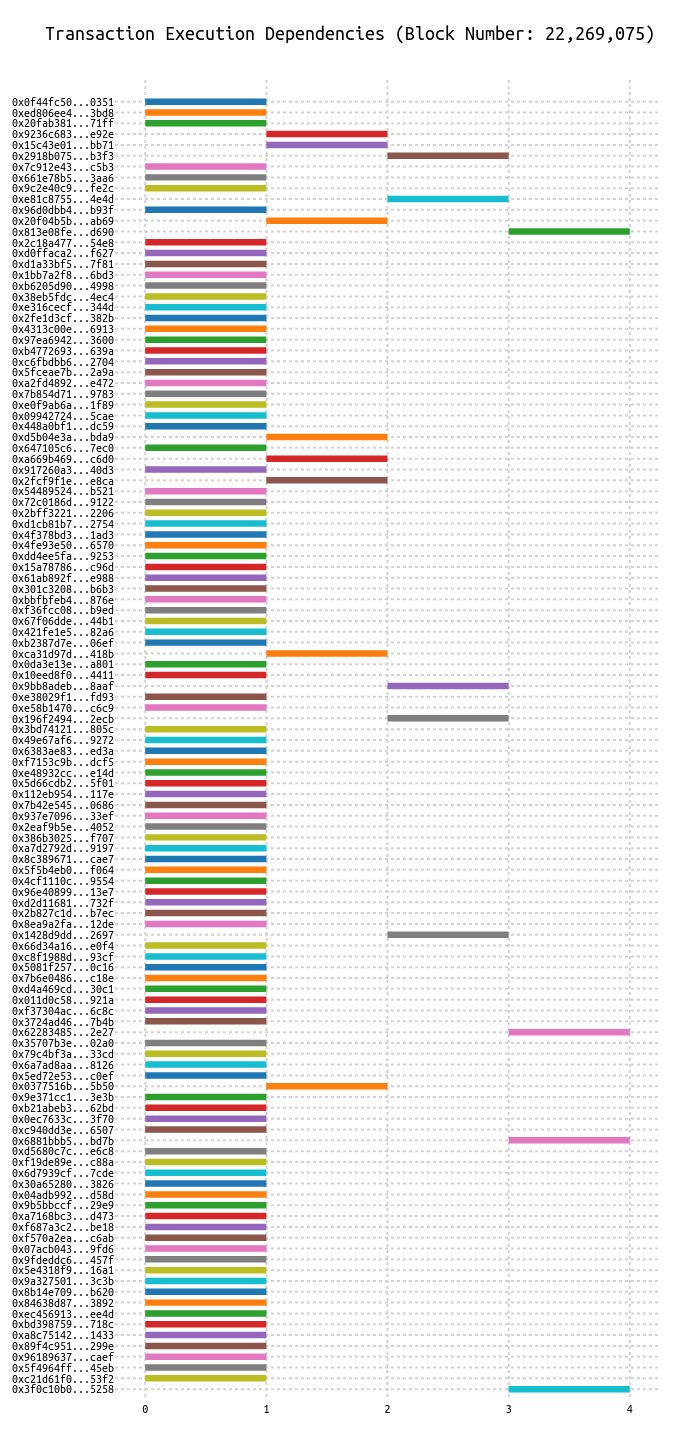 Transaction Execution Dependencies (Block Number: 22,269,075)
0x0f44fc50...0351
0xed806ee4...3bd8
0x20fab381...71ff
0x9236c683...e92e
0x15c43e01...bb71
0x2918b075...b3f3
0x7c912e43...c5b3
0x661e78b5...3aa6
0x9c2e40c9...fe2c
0xe81c8755...4e4d
0x96d0dbb4...b93f
0x20f04b5b...ab69
0x813e08fe...d690
0x2c18a477...54e8
0xd0ffaca2...f627
0xd1a33bf5...7f81
0x1bb7a2f8...6bd3
0xb6205d90...4998
0x38eb5fdc...4ec4
0xe316cecf...344d
0x2fe1d3cf...382b
0x4313c00e...6913
0x97ea6942...3600
0xb4772693...639a
0xc6fbdbb6...2704
0x5fceae7b...2a9a
0xa2fd4892...e472
0x7b854d71...9783
0xe0f9ab6a...1f89
0x09942724...5cae
0x448a0bf1...dc59
0xd5b04e3a...bda9
0x647105c6...7ec0
0xa669b469...c6d0
0x917260a3...40d3
0x2fcf9f1e...e8ca
0x54489524...b521
0x72c0186d...9122
0x2bff3221...2206
0xd1cb81b7...2754
0x4f378bd3...1ad3
0x4fe93e50...6570
0xdd4ee5fa...9253
0x15a78786...c96d
0x61ab892f...e988
0x301c3208...b6b3
0xbbfbfeb4...876e
0xf36fcc08...b9ed
0x67f06dde...44b1
0x421fe1e5...82a6
0xb2387d7e...06ef
0xca31d97d...418b
0x0da3e13e...a801
0x10eed8f0...4411
0x9bb8adeb...8aaf
0xe38029f1...fd93
0xe58b1470...c6c9
0x196f2494...2ecb
0x3bd74121...805c
0x49e67af6...9272
0x6383ae83...ed3a
0xf7153c9b...dcf5
0xe48932cc...e14d
0x5d66cdb2...5f01
0x112eb954...117e
0x7b42e545...0686
0x937e7096...33ef
0x2eaf9b5e...4052
0x386b3025...f707
0xa7d2792d...9197
0x8c389671...cae7
0x5f5b4eb0...f064
0x4cf1110c...9554
0x96e40899...13e7
0xd2d11681...732f
0x2b827c1d...b7ec
0x8ea9a2fa...12de
0x1428d9dd...2697
0x66d34a16...e0f4
0xc8f1988d...93cf
0x5081f257...0c16
0x7b6e0486...c18e
0xd4a469cd...30c1
0x011d0c58...921a
0xf37304ac...6c8c
0x3724ad46...7b4b
0x62283485...2e27
0x35707b3e...02a0
0x79c4bf3a...33cd
0x6a7ad8aa...8126
0x5ed72e53...c0ef
0x0377516b...5b50
0x9e371cc1...3e3b
0xb21abeb3...62bd
0x0ec7633c...3f70
0xc940dd3e...6507
0x6881bbb5...bd7b
0xd5680c7c...e6c8
0xf19de89e...c88a
0x6d7939cf...7cde
0x30a65280...3826
0x04adb992...d58d
0x9b5bbccf...29e9
0xa7168bc3...d473
0xf687a3c2...be18
0xf570a2ea...c6ab
0x07acb043...9fd6
0x9fdeddc6...457f
0x5e4318f9...16a1
0x9a327501...3c3b
0x8b14e709...b620
0x84638d87...3892
0xec456913...ee4d
0xbd398759...718c
0xa8c75142...1433
0x89f4c951...299e
0x96189637...caef
0x5f4964ff...45eb
0xc21d61f0...53f2
0x3f0c10b0...5258
0 1 2 3 4